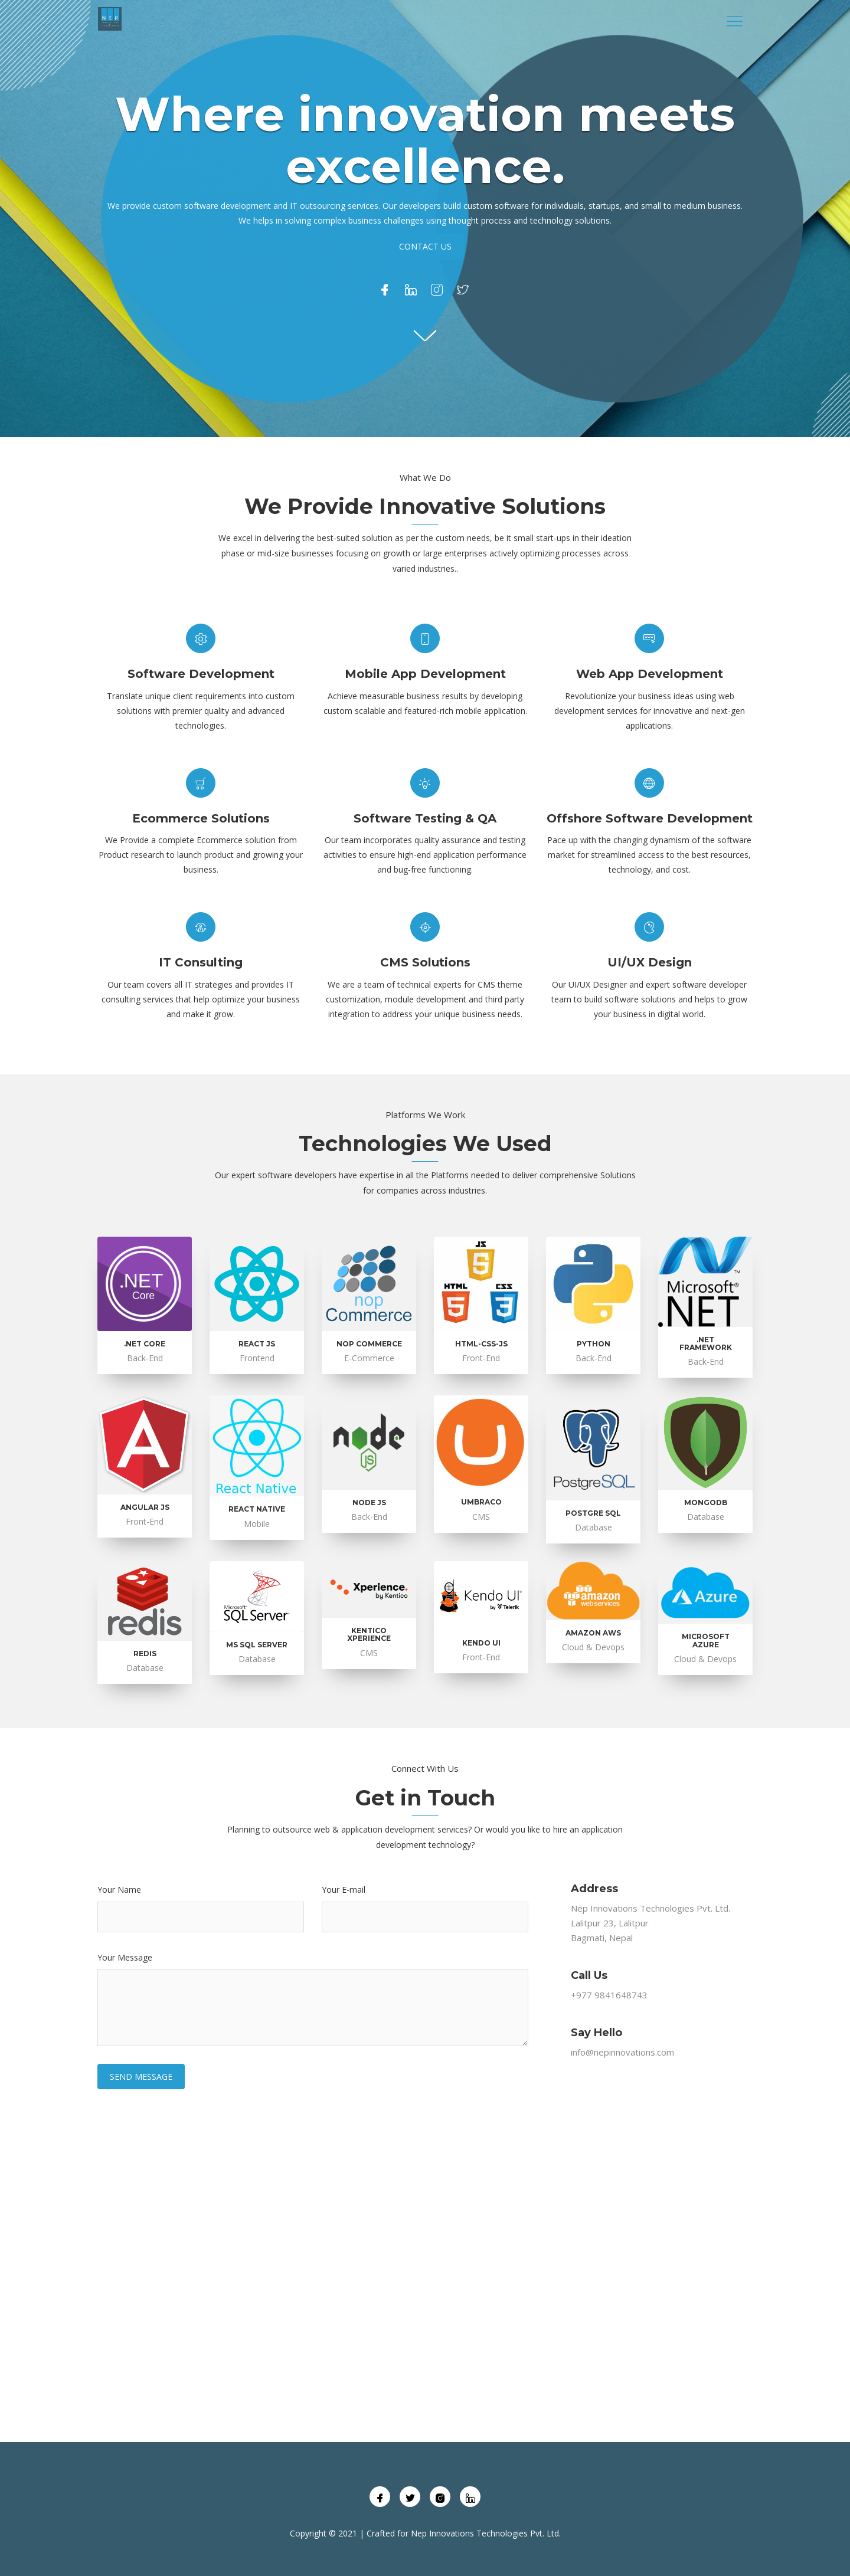 NEP
Where innovation meets
excellence.
We provide custom software development and IT outsourcing services. Our developers build custom software for individuals, startups, and small to medium business.
We helps in solving complex business challenges using thought process and technology solutions.
CONTACT US
What We Do
We Provide Innovative Solutions
We excel in delivering the best-suited solution as per the custom needs, be it small start-ups in their ideation
phase or mid-size businesses focusing on growth or large enterprises actively optimizing processes across
varied industries..
Software Development
Translate unique client requirements into custom
solutions with premier quality and advanced
technologies.
Mobile App Development
Achieve measurable business results by developing
custom scalable and featured-rich mobile application.
Web App Development
Revolutionize your business ideas using web
development services for innovative and next-gen
applications.
Ecommerce Solutions
We Provide a complete Ecommerce solution from
Product research to launch product and growing your
business.
Software Testing & QA
Our team incorporates quality assurance and testing
activities to ensure high-end application performance
and bug-free functioning.
Offshore Software Development
Pace up with the changing dynamism of the software
market for streamlined access to the best resources,
technology, and cost.
IT Consulting
Our team covers all IT strategies and provides IT
consulting services that help optimize your business
and make it grow.
CMS Solutions
We are a team of technical experts for CMS theme
customization, module development and third party
integration to address your unique business needs.
UI/UX Design
Our UI/UX Designer and expert software developer
team to build software solutions and helps to grow
your business in digital world.
Platforms We Work
Technologies We Used
Our expert software developers have expertise in all the Platforms needed to deliver comprehensive Solutions
for companies across industries.
.NET
Core
.NET CORE
Back-End
REACT JS
Frontend
nop
Commerce
NOP COMMERCE
E-Commerce
JS
HTML CSS
5 3
HTML-CSS-JS
Front-End
PYTHON
Back-End
Microsoft®
.NET
™
.NET
FRAMEWORK
Back-End
A
ANGULAR JS
Front-End
React Native
REACT NATIVE
Mobile
node
JS
NODE JS
Back-End
UMBRACO
CMS
PostgreSQL
POSTGRE SQL
Database
MONGODB
Database
redis
REDIS
Database
Microsoft
SQL Server
MS SQL SERVER
Database
Xperience.
by Kentico
KENTICO
XPERIENCE
CMS
Kendo UI
by Telerik
KENDO UI
Front-End
amazon
webservices
AMAZON AWS
Cloud & Devops
Azure
MICROSOFT
AZURE
Cloud & Devops
Connect With Us
Get in Touch
Planning to outsource web & application development services? Or would you like to hire an application
development technology?
Your Name
Your E-mail
Your Message
SEND MESSAGE
Address
Nep Innovations Technologies Pvt. Ltd.
Lalitpur 23, Lalitpur
Bagmati, Nepal
Call Us
+977 9841648743
Say Hello
info@nepinnovations.com
Copyright © 2021 | Crafted for Nep Innovations Technologies Pvt. Ltd.